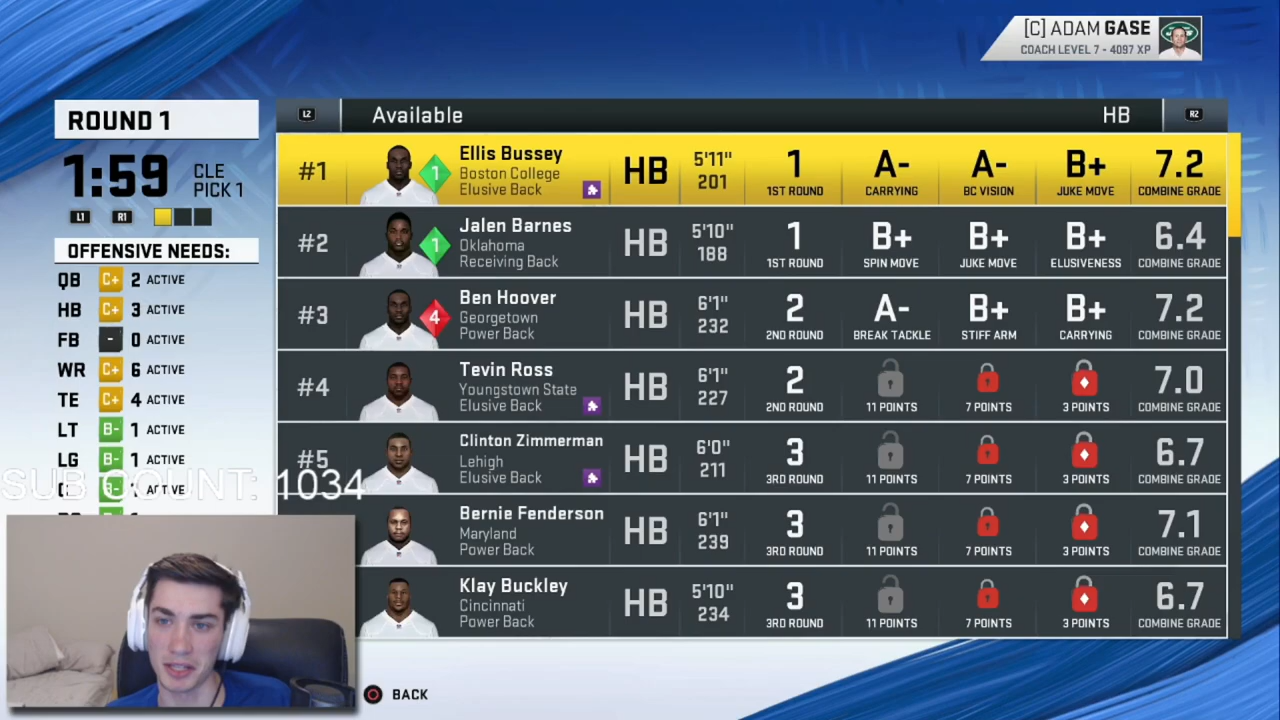 [C] ADAM GASE
COACH LEVEL 7 - 4097 XP
ROUND 1
1:59
CLE
PICK 1
L1
R1
OFFENSIVE NEEDS:
QB C+ 2 ACTIVE
HB C+ 3 ACTIVE
FB - 0 ACTIVE
WR C+ 6 ACTIVE
TE C+ 4 ACTIVE
LT B- 1 ACTIVE
LG B- 1 ACTIVE
SUB COUNT: 1034
L2
Available
HB
R2
#1
1
Ellis Bussey
Boston College
Elusive Back
HB
5'11"
201
1
1ST ROUND
A-
CARRYING
A-
BC VISION
B+
JUKE MOVE
7.2
COMBINE GRADE
#2
1
Jalen Barnes
Oklahoma
Receiving Back
HB
5'10"
188
1
1ST ROUND
B+
SPIN MOVE
B+
JUKE MOVE
B+
ELUSIVENESS
6.4
COMBINE GRADE
#3
4
Ben Hoover
Georgetown
Power Back
HB
6'1"
232
2
2ND ROUND
A-
BREAK TACKLE
B+
STIFF ARM
B+
CARRYING
7.2
COMBINE GRADE
#4
Tevin Ross
Youngstown State
Elusive Back
HB
6'1"
227
2
2ND ROUND
11 POINTS
7 POINTS
3 POINTS
7.0
COMBINE GRADE
#5
Clinton Zimmerman
Lehigh
Elusive Back
HB
6'0"
211
3
3RD ROUND
11 POINTS
7 POINTS
3 POINTS
6.7
COMBINE GRADE
Bernie Fenderson
Maryland
Power Back
HB
6'1"
239
3
3RD ROUND
11 POINTS
7 POINTS
3 POINTS
7.1
COMBINE GRADE
Klay Buckley
Cincinnati
Power Back
HB
5'10"
234
3
3RD ROUND
11 POINTS
7 POINTS
3 POINTS
6.7
COMBINE GRADE
BACK